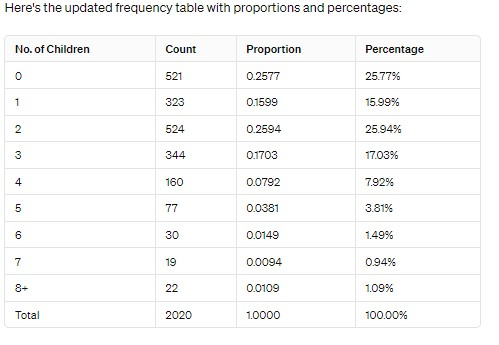 Here's the updated frequency table with proportions and percentages:
No. of Children Count Proportion Percentage
0 521 0.2577 25.77%
1 323 0.1599 15.99%
2 524 0.2594 25.94%
3 344 0.1703 17.03%
4 160 0.0792 7.92%
5 77 0.0381 3.81%
6 30 0.0149 1.49%
7 19 0.0094 0.94%
8+ 22 0.0109 1.09%
Total 2020 1.0000 100.00%